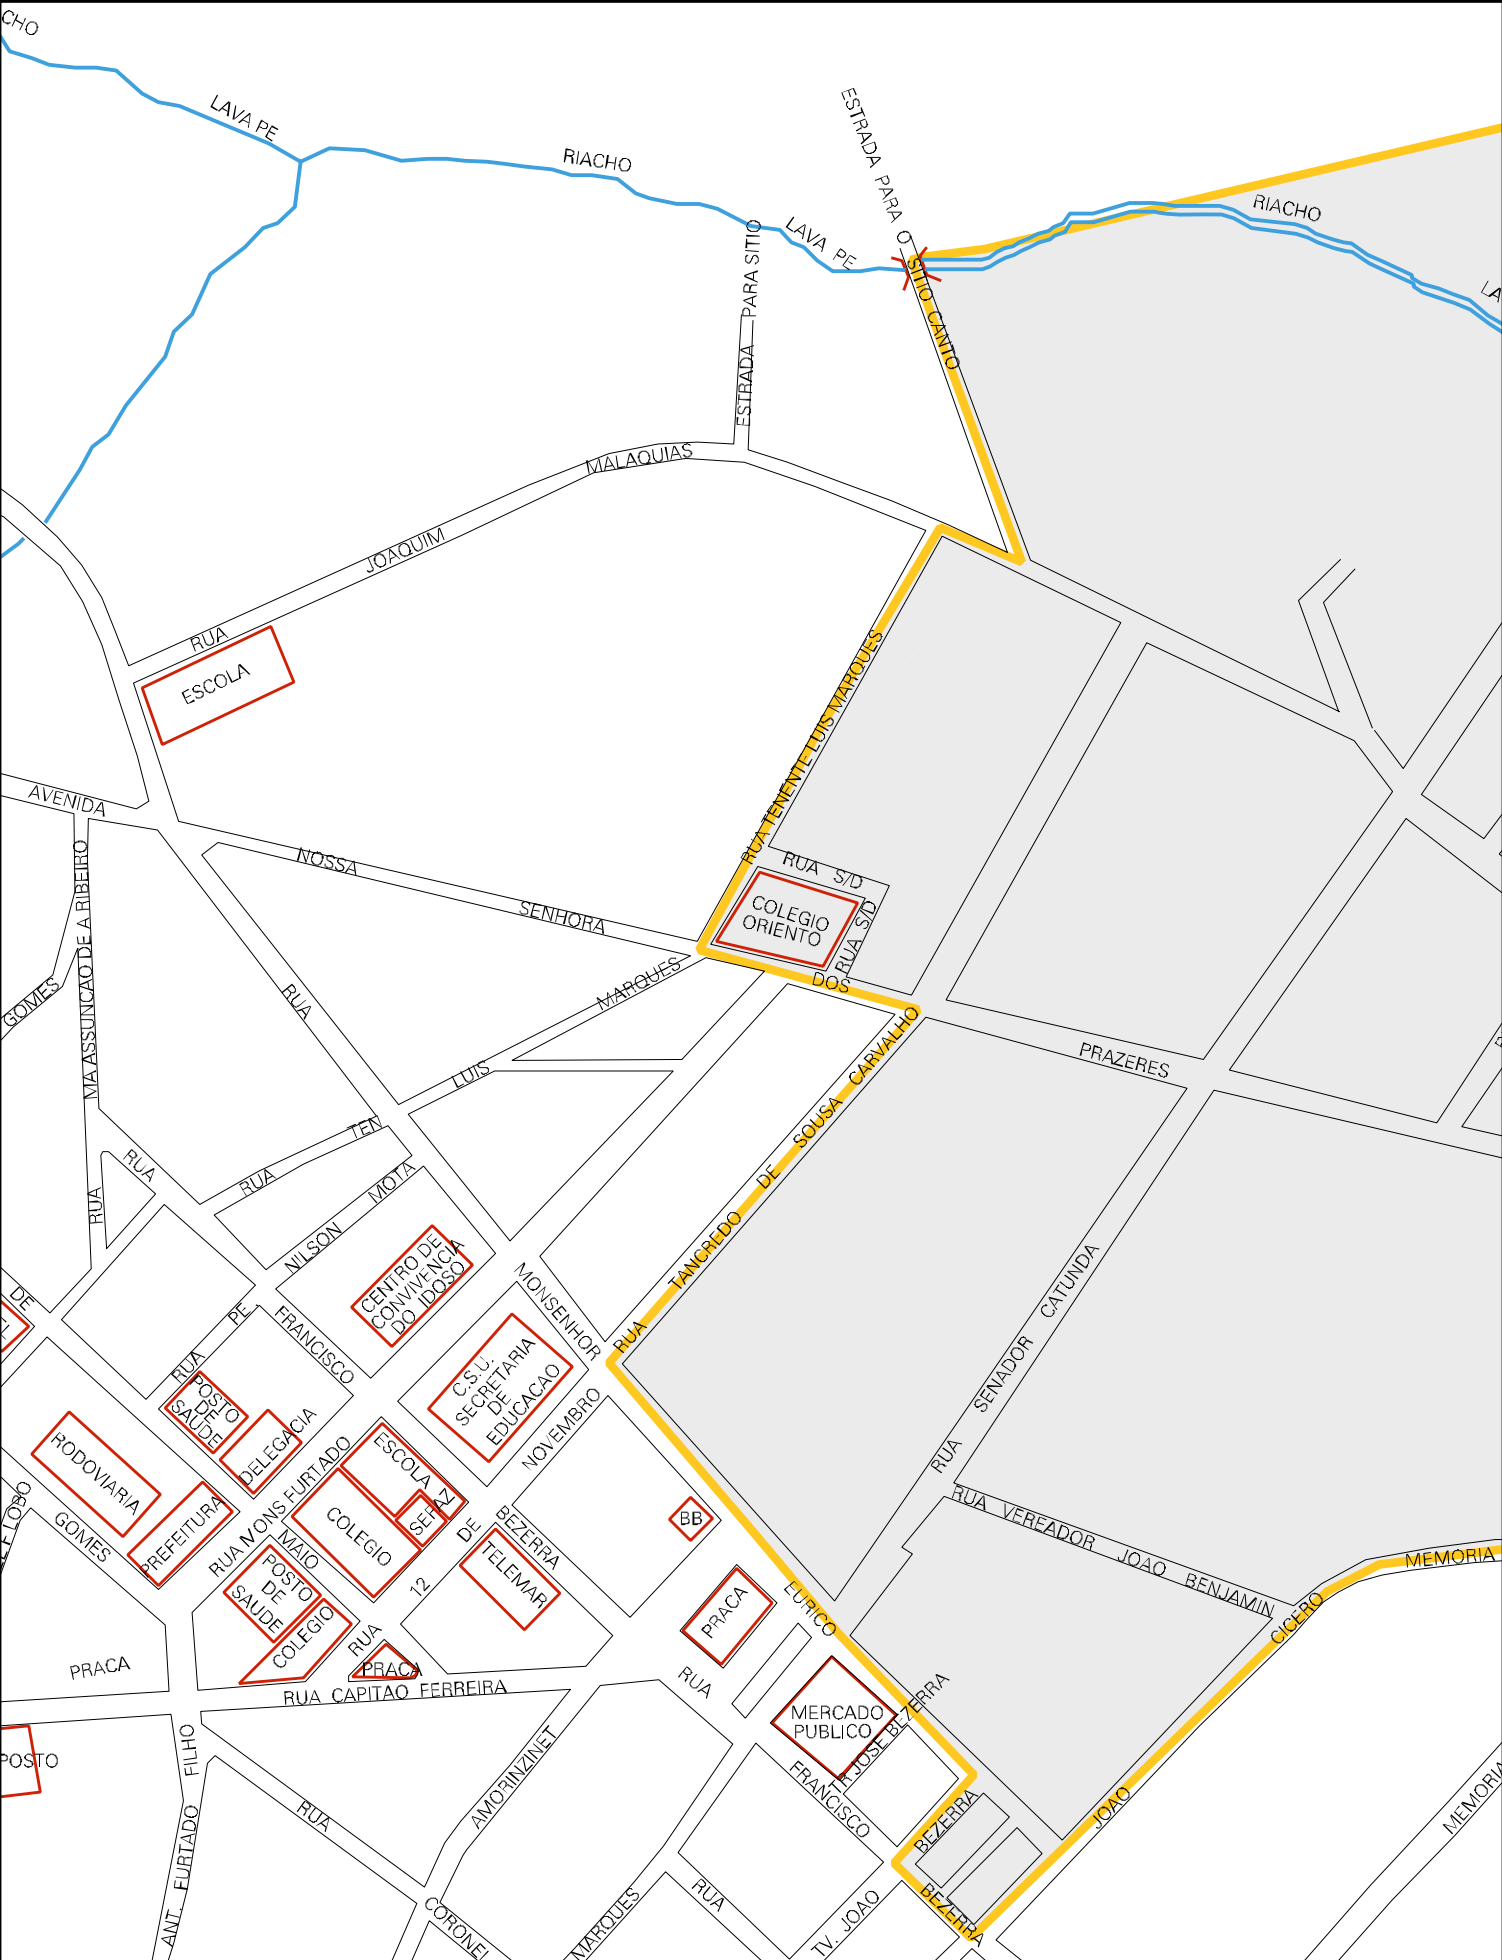 CHO
LAVA PE
RIACHO
ESTRADA PARA O
SITIO CANTO
LAVA PE
RIACHO
LA
ESTRADA PARA SITIO
MALAQUIAS
JOAQUIM
RUA
ESCOLA
AVENIDA
NOSSA
SENHORA
DOS
PRAZERES
RUA TENENTE LUIS MARQUES
RUA S/D
RUA S/D
COLEGIO
ORIENTO
MA ASSUNCAO DE A RIBEIRO
RUA
GOMES
RUA
MARQUES
LUIS
TEN
RUA
RUA
NILSON MOTA
RUA TANCREDO DE SOUSA CARVALHO
CENTRO DE
CONVIVENCIA
DO IDOSO
MONSENHOR
DE
RUA PE
FRANCISCO
C.S.U.
SECRETARIA
DE
EDUCACAO
POSTO
DE
SAUDE
DELEGACIA
RODOVIARIA
PREFEITURA
RUA MONS FURTADO
ESCOLA
SEFAZ
COLEGIO
NOVEMBRO
DE
12
RUA
BEZERRA
TELEMAR
BB
RUA SENADOR CATUNDA
RUA VEREADOR JOAO BENJAMIN
MEMORIA
CICERO
JOAO
LOBO
GOMES
MAIO
POSTO
DE
SAUDE
COLEGIO
PRACA
PRACA
PRACA
EURICO
RUA
RUA CAPITAO FERREIRA
MERCADO
PUBLICO
TR JOSE BEZERRA
FRANCISCO
BEZERRA
BEZERRA
POSTO
ANT. FURTADO FILHO
RUA
AMORINZINET
CORONEL
MARQUES
RUA
TV. JOAO
MEMORIA